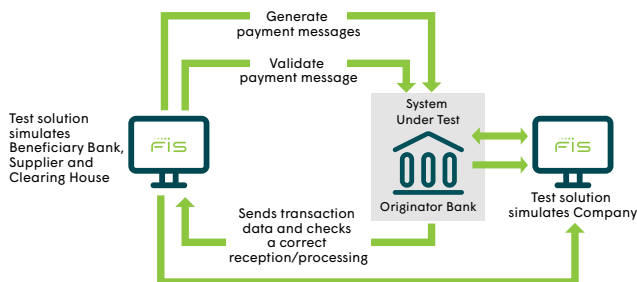 Generate
payment messages
Validate
payment message
Test solution
simulates
Beneficiary Bank,
Supplier and
Clearing House
FIS
System
Under Test
Originator Bank
FIS
Test solution
simulates Company
Sends transaction
data and checks
a correct
reception/processing